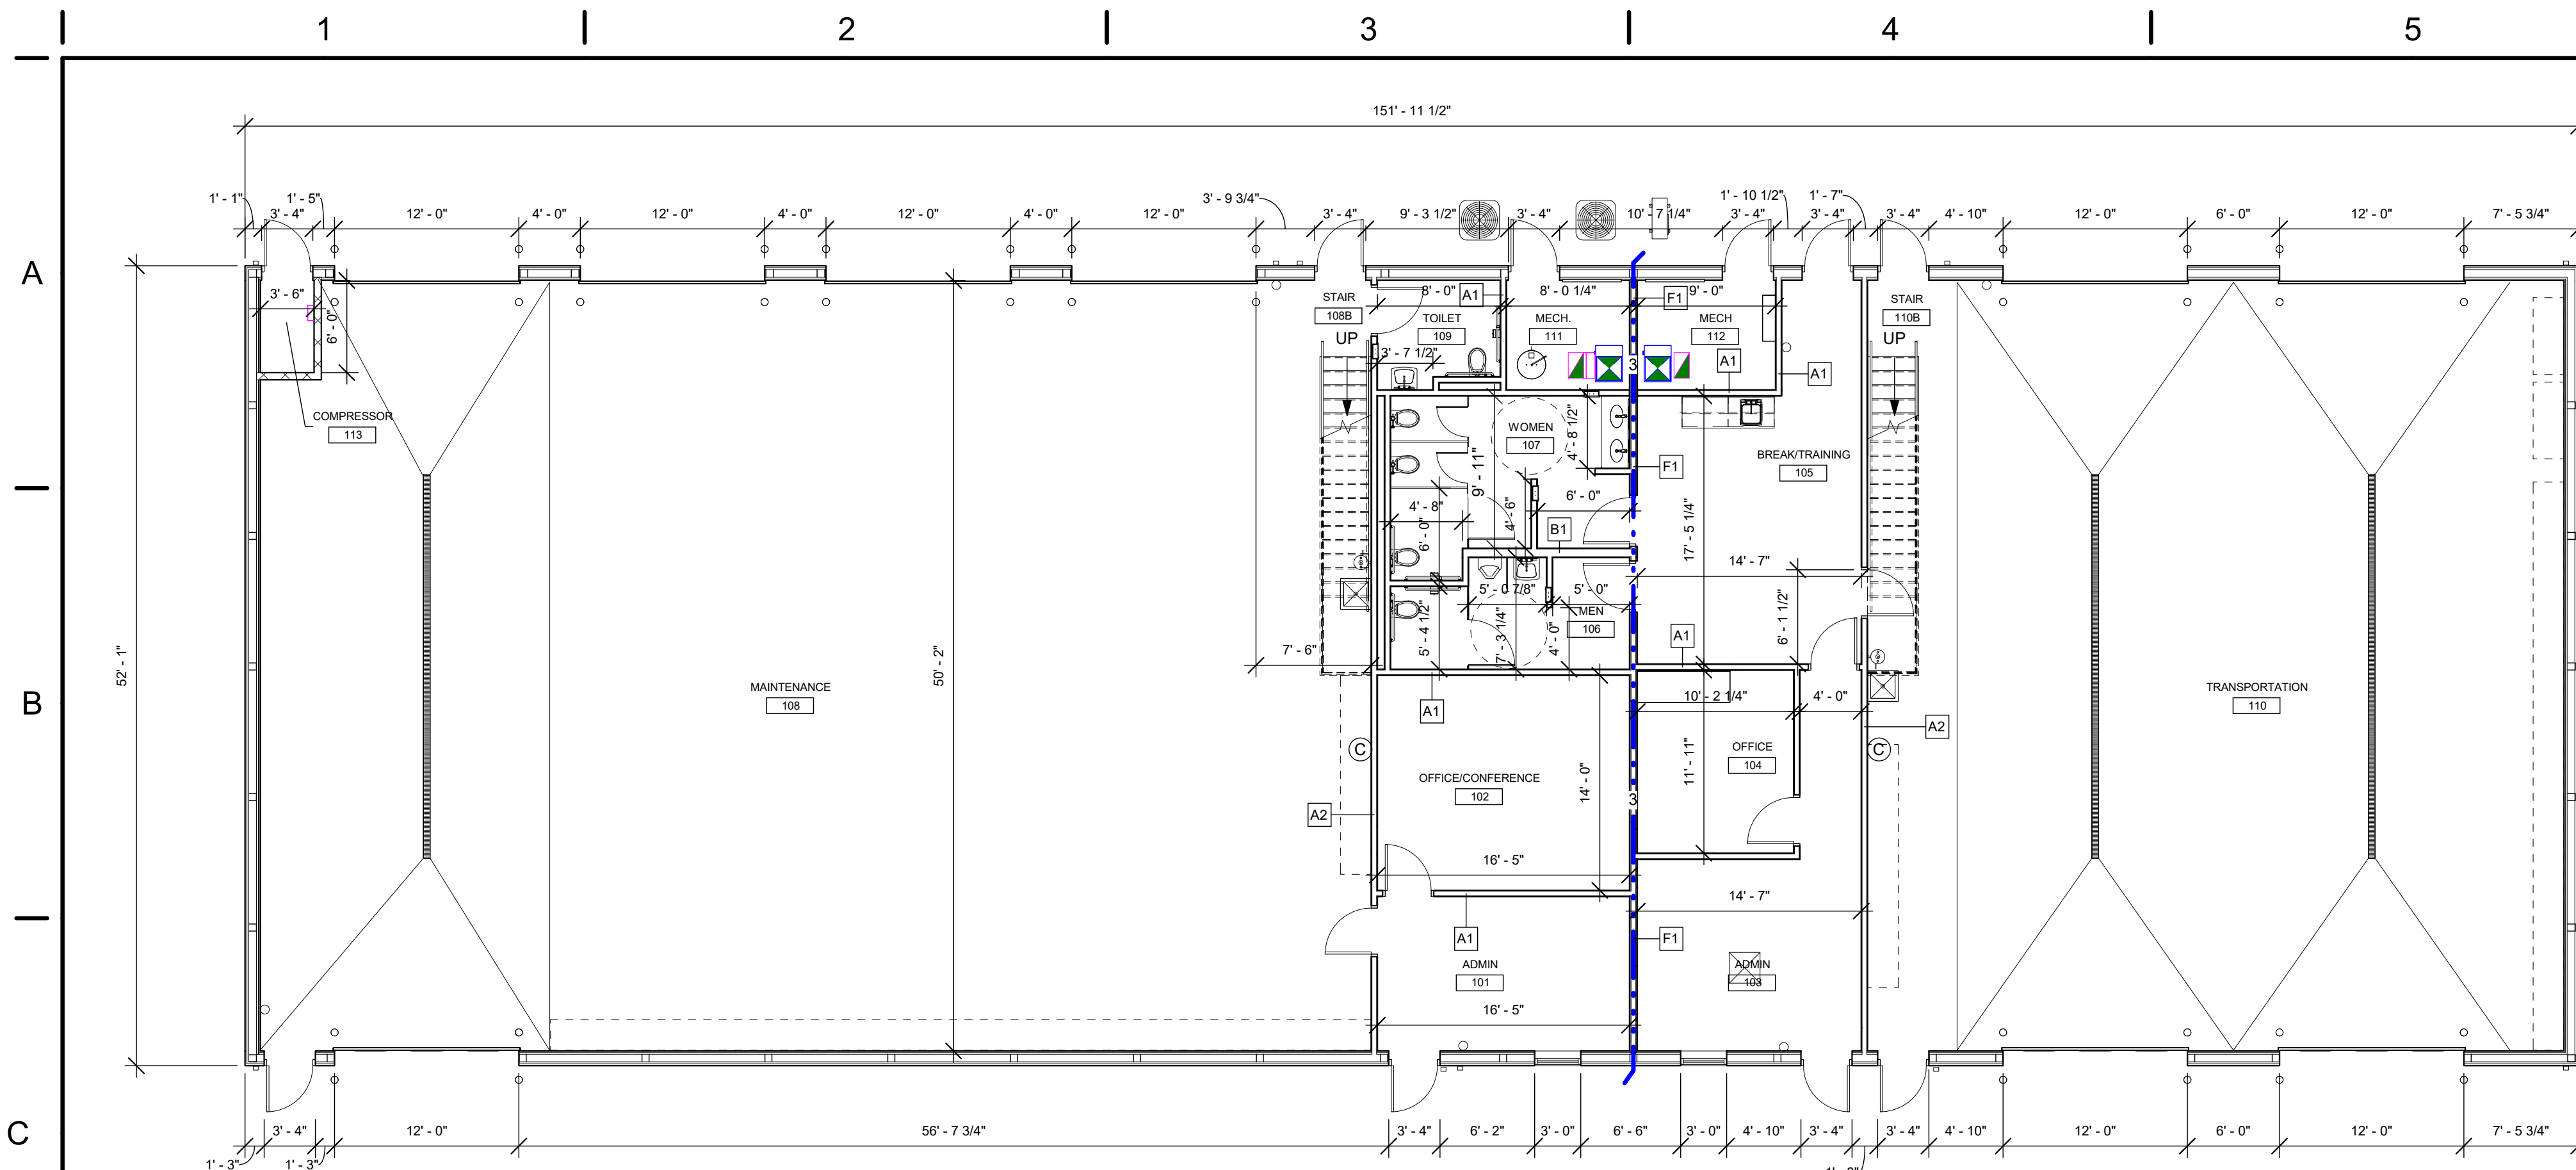 1 2 3 4 5
151' - 11 1/2"
1' - 1" 1' - 5" 3' - 9 3/4" 1' - 10 1/2" 1' - 7"
3' - 4" 12' - 0" 4' - 0" 12' - 0" 4' - 0" 12' - 0" 4' - 0" 12' - 0" 3' - 4" 9' - 3 1/2" 3' - 4" 10' - 7 1/4" 3' - 4" 3' - 4" 3' - 4" 4' - 10" 12' - 0" 6' - 0" 12' - 0" 7' - 5 3/4"
A
3' - 6"
6' - 0"
8' - 0" A1 8' - 0 1/4" F1 9' - 0"
STAIR
108B
UP
TOILET
109
MECH.
111
MECH
112
STAIR
110B
UP
3' - 7 1/2"
3
A1
A1
COMPRESSOR
113
WOMEN
107
4' - 8 1/2"
9' - 11"
F1
BREAK/TRAINING
105
4' - 8"
6' - 0"
4' - 6"
6' - 0"
B1
17' - 5 1/4"
14' - 7"
5' - 0 7/8" 5' - 0"
MEN
106
5' - 4 1/2"
7' - 3 1/4"
4' - 0"
6' - 1 1/2"
A1
7' - 6"
52' - 1"
50' - 2"
B
MAINTENANCE
108
A1
10' - 2 1/4" 4' - 0"
TRANSPORTATION
110
A2
C
OFFICE
104
C
11' - 11"
OFFICE/CONFERENCE
102
14' - 0"
3
A2
16' - 5"
14' - 7"
A1
F1
ADMIN
101
ADMIN
103
16' - 5"
C
3' - 4" 12' - 0" 56' - 7 3/4" 3' - 4" 6' - 2" 3' - 0" 6' - 6" 3' - 0" 4' - 10" 3' - 4" 3' - 4" 4' - 10" 12' - 0" 6' - 0" 12' - 0" 7' - 5 3/4"
1' - 3" 1' - 3"